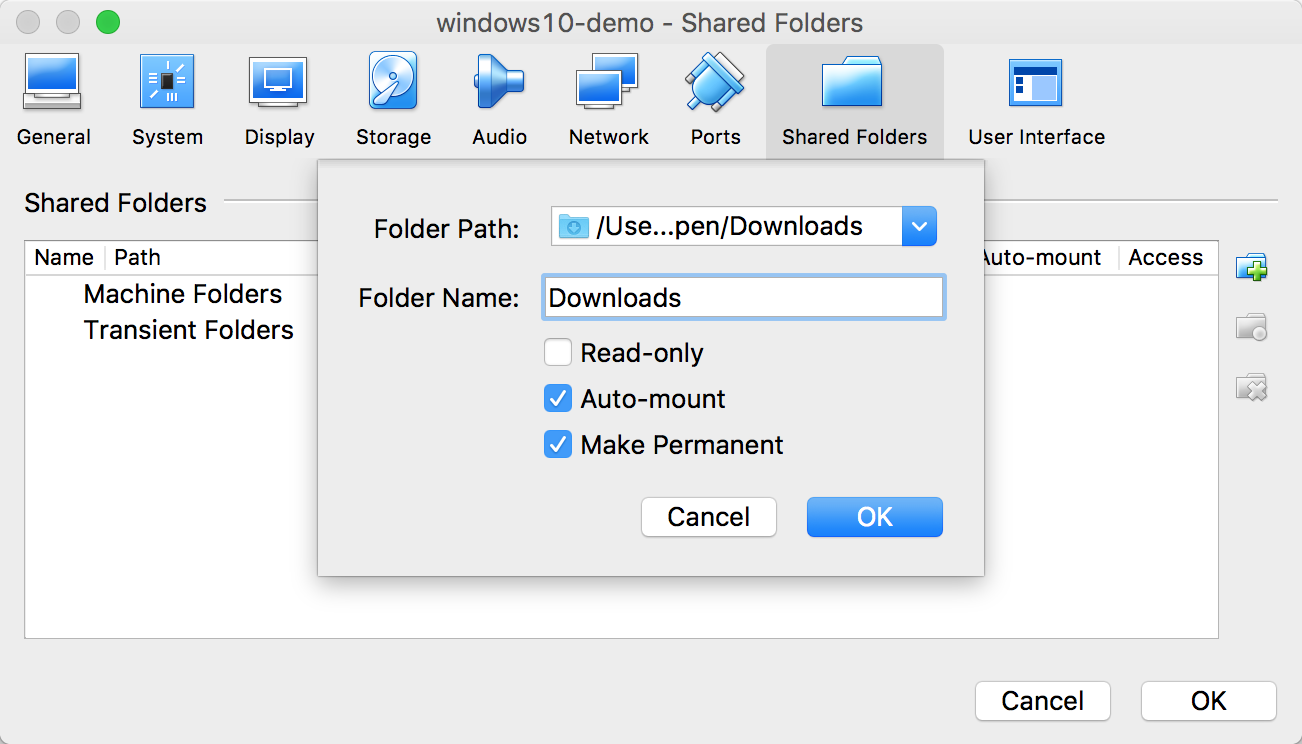 windows10-demo - Shared Folders
General System Display Storage Audio Network Ports Shared Folders User Interface
Shared Folders
Name Path Auto-mount Access
Machine Folders
Transient Folders
Folder Path: /Use...pen/Downloads
Folder Name: Downloads
Read-only
Auto-mount
Make Permanent
Cancel OK
Cancel OK